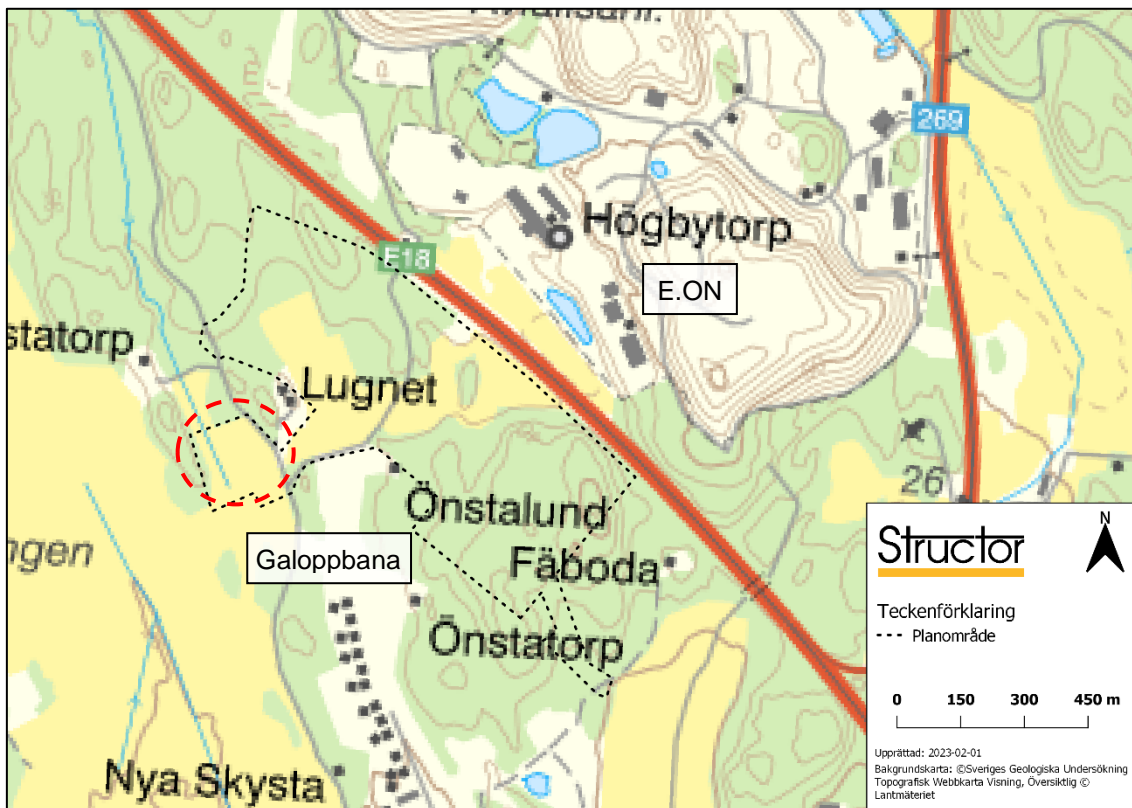 269
Högbytorp
E18
E.ON
statorp
Lugnet
26
Önstalund
ngen
Galoppbana
Fäboda
Önstatorp
Nya Skysta
Structor
N
Teckenförklaring
Planområde
0 150 300 450 m
Upprättad: 2023-02-01
Bakgrundskarta: ©Sveriges Geologiska Undersökning
Topografisk Webbkarta Visning, Översiktlig ©
Lantmäteriet